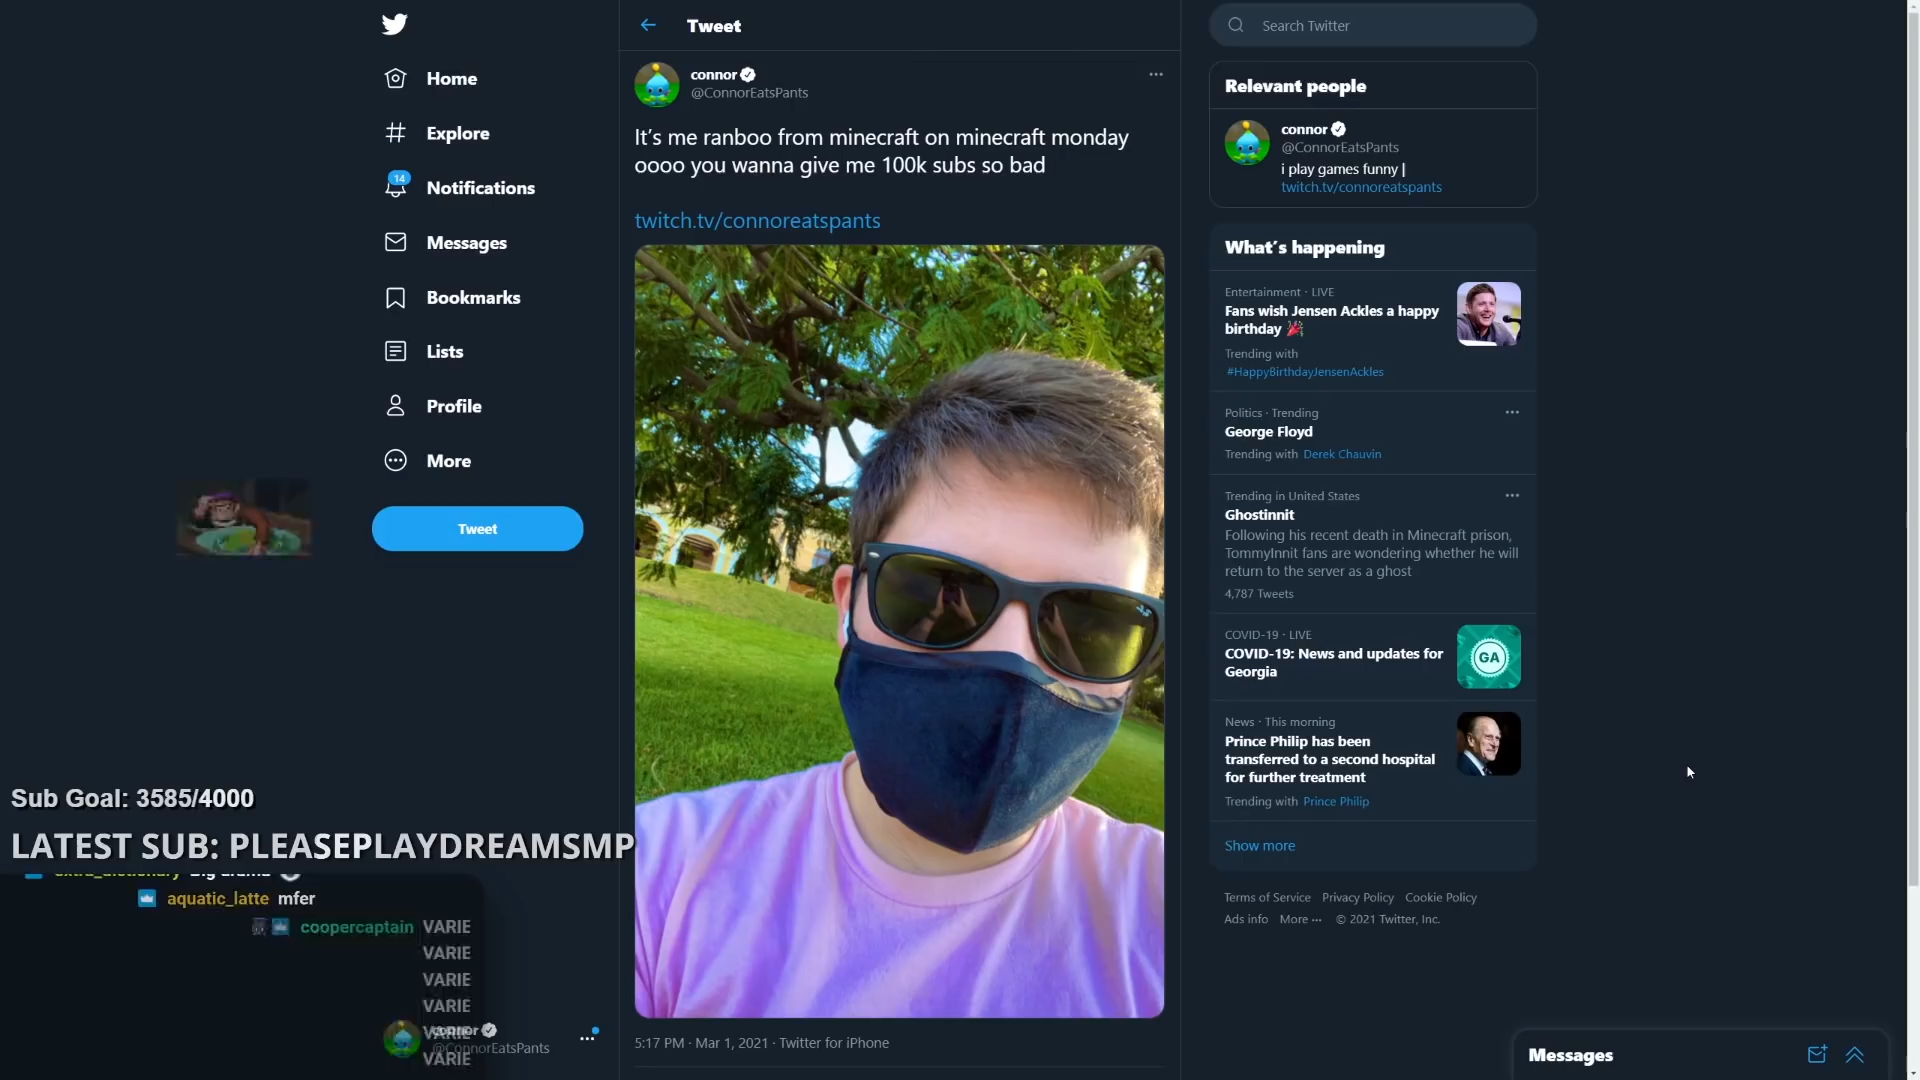 Home
Explore
14
Notifications
Messages
Bookmarks
Lists
Profile
More
Tweet
Sub Goal: 3585/4000
LATEST SUB: PLEASEPLAYDREAMSMP
aquatic_latte mfer
coopercaptain VARIE
VARIE
VARIE
VARIE
VARIE
VARIE
@ConnorEatsPants
Tweet
connor
@ConnorEatsPants
It's me ranboo from minecraft on minecraft monday
oooo you wanna give me 100k subs so bad
twitch.tv/connoreatspants
5:17 PM · Mar 1, 2021 · Twitter for iPhone
Search Twitter
Relevant people
connor
@ConnorEatsPants
i play games funny |
twitch.tv/connoreatspants
What's happening
Entertainment · LIVE
Fans wish Jensen Ackles a happy
birthday 🎉
Trending with
#HappyBirthdayJensenAckles
Politics · Trending
George Floyd
Trending with Derek Chauvin
Trending in United States
Ghostinnit
Following his recent death in Minecraft prison,
TommyInnit fans are wondering whether he will
return to the server as a ghost
4,787 Tweets
COVID-19 · LIVE
COVID-19: News and updates for
Georgia
GA
News · This morning
Prince Philip has been
transferred to a second hospital
for further treatment
Trending with Prince Philip
Show more
Terms of Service Privacy Policy Cookie Policy
Ads info More ··· © 2021 Twitter, Inc.
Messages